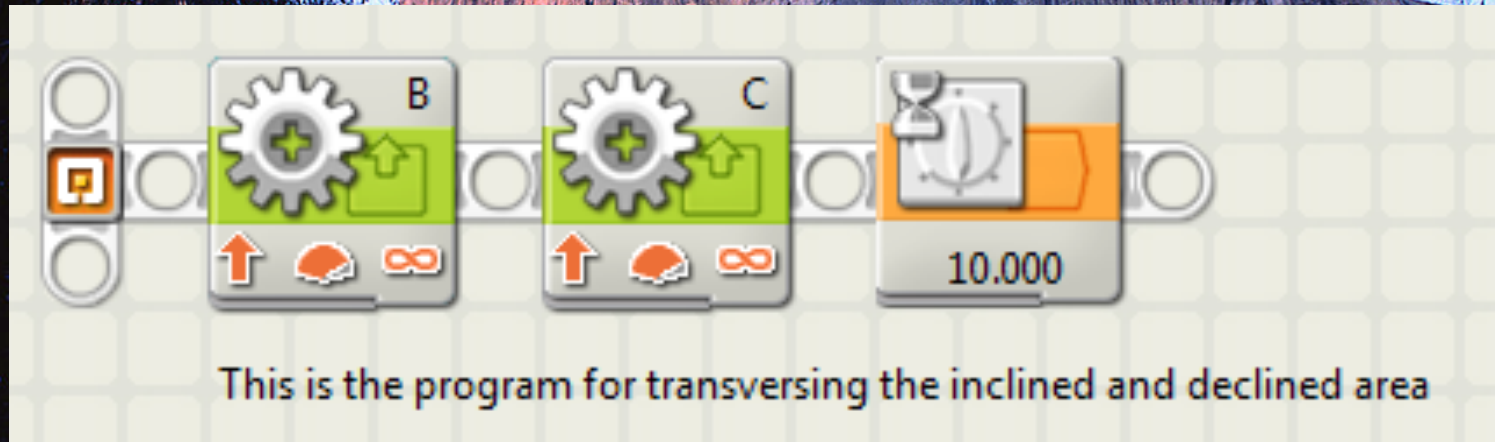 B
C
10.000
This is the program for transversing the inclined and declined area